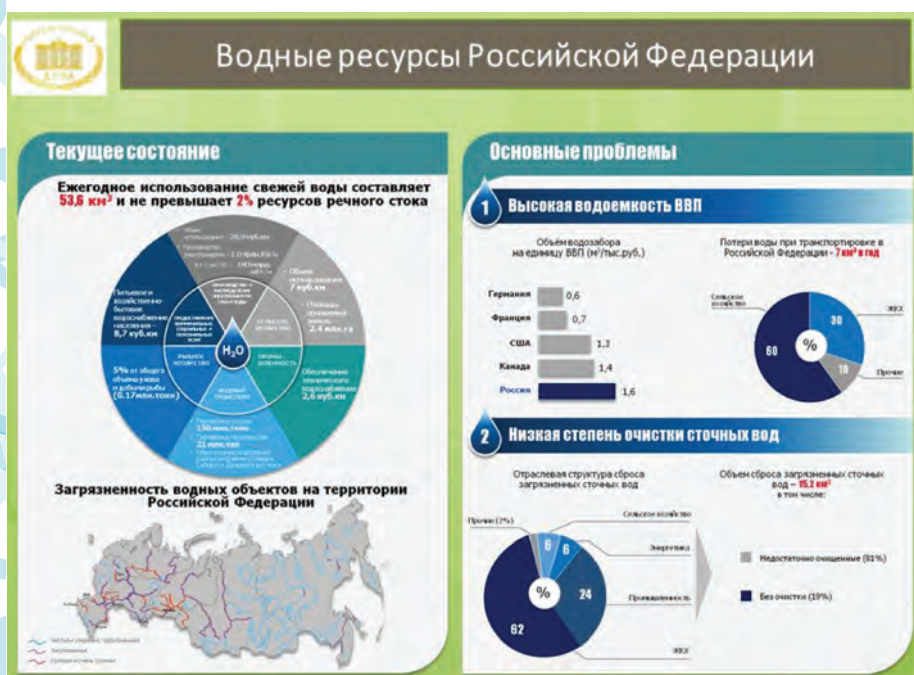 Водные ресурсы Российской Федерации
Текущее состояние
Ежегодное использование свежей воды составляет
53,6 км³ и не превышает 2% ресурсов речного стока
Питьевое и
хозяйственно-
бытовое
водоснабжение
населения –
8,7 куб.км
Объем
использования
7 куб.км
Площадь
орошаемых
земель
2,4 млн.га
H₂O
5% от общего
объема улова
и добычи рыбы
(0.17млн.тонн)
Обеспечение
технического
водоснабжения
2,6 куб.км
Загрязненность водных объектов на территории
Российской Федерации
Основные проблемы
1 Высокая водоемкость ВВП
Объём водозабора
на единицу ВВП (м³/тыс.руб.)
Германия 0,6
Франция 0,7
США
Канада 1,4
Россия 1,6
Потери воды при транспортировке в
Российской Федерации - 7 км³ в год
Сельское
хозяйство
ЖКХ
Прочие
60
30
10
%
2 Низкая степень очистки сточных вод
Отраслевая структура сброса
загрязненных сточных вод
Прочие (2%)
Сельское хозяйство
Энергетика
Промышленность
ЖКХ
6
6
24
62
%
Объем сброса загрязненных сточных
вод – 15,2 км³
в том числе:
Недостаточно очищенные (81%)
Без очистки (19%)